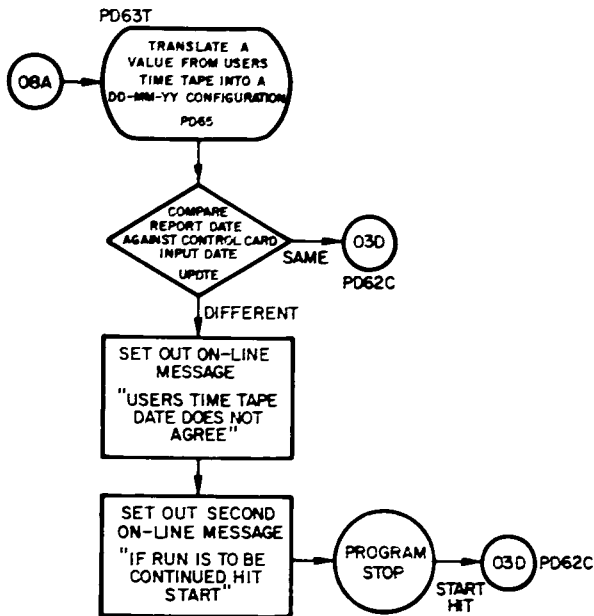 PD63T
TRANSLATE A
VALUE FROM USERS
TIME TAPE INTO A
DD-MM-YY CONFIGURATION
PD65
08A
COMPARE
REPORT DATE
AGAINST CONTROL CARD
INPUT DATE
UPDTE
SAME
03D
PD62C
DIFFERENT
SET OUT ON-LINE
MESSAGE
"USERS TIME TAPE
DATE DOES NOT
AGREE"
SET OUT SECOND
ON-LINE MESSAGE
"IF RUN IS TO BE
CONTINUED, HIT
START"
PROGRAM
STOP
START
HIT
03D
PD62C